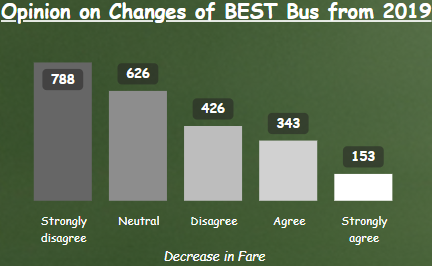 Opinion on Changes of BEST Bus from 2019
788
626
426
343
153
Strongly disagree
Neutral
Disagree
Agree
Strongly agree
Decrease in Fare